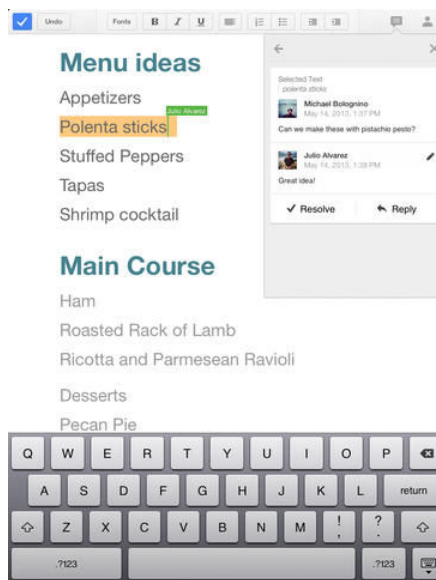 Undo
Fonts B I U
Menu ideas
Appetizers
Julio Alvarez
Polenta sticks
Stuffed Peppers
Tapas
Shrimp cocktail
Main Course
Ham
Roasted Rack of Lamb
Ricotta and Parmesean Ravioli
Desserts
Pecan Pie
Selected Text
polenta sticks
Michael Bolognino
May 14, 2013, 1:37 PM
Can we make these with pistachio pesto?
Julio Alvarez
May 14, 2013, 1:38 PM
Great idea!
Resolve Reply
Q W E R T Y U I O P
A S D F G H J K L return
Z X C V B N M ! , ? .
.?123 .?123